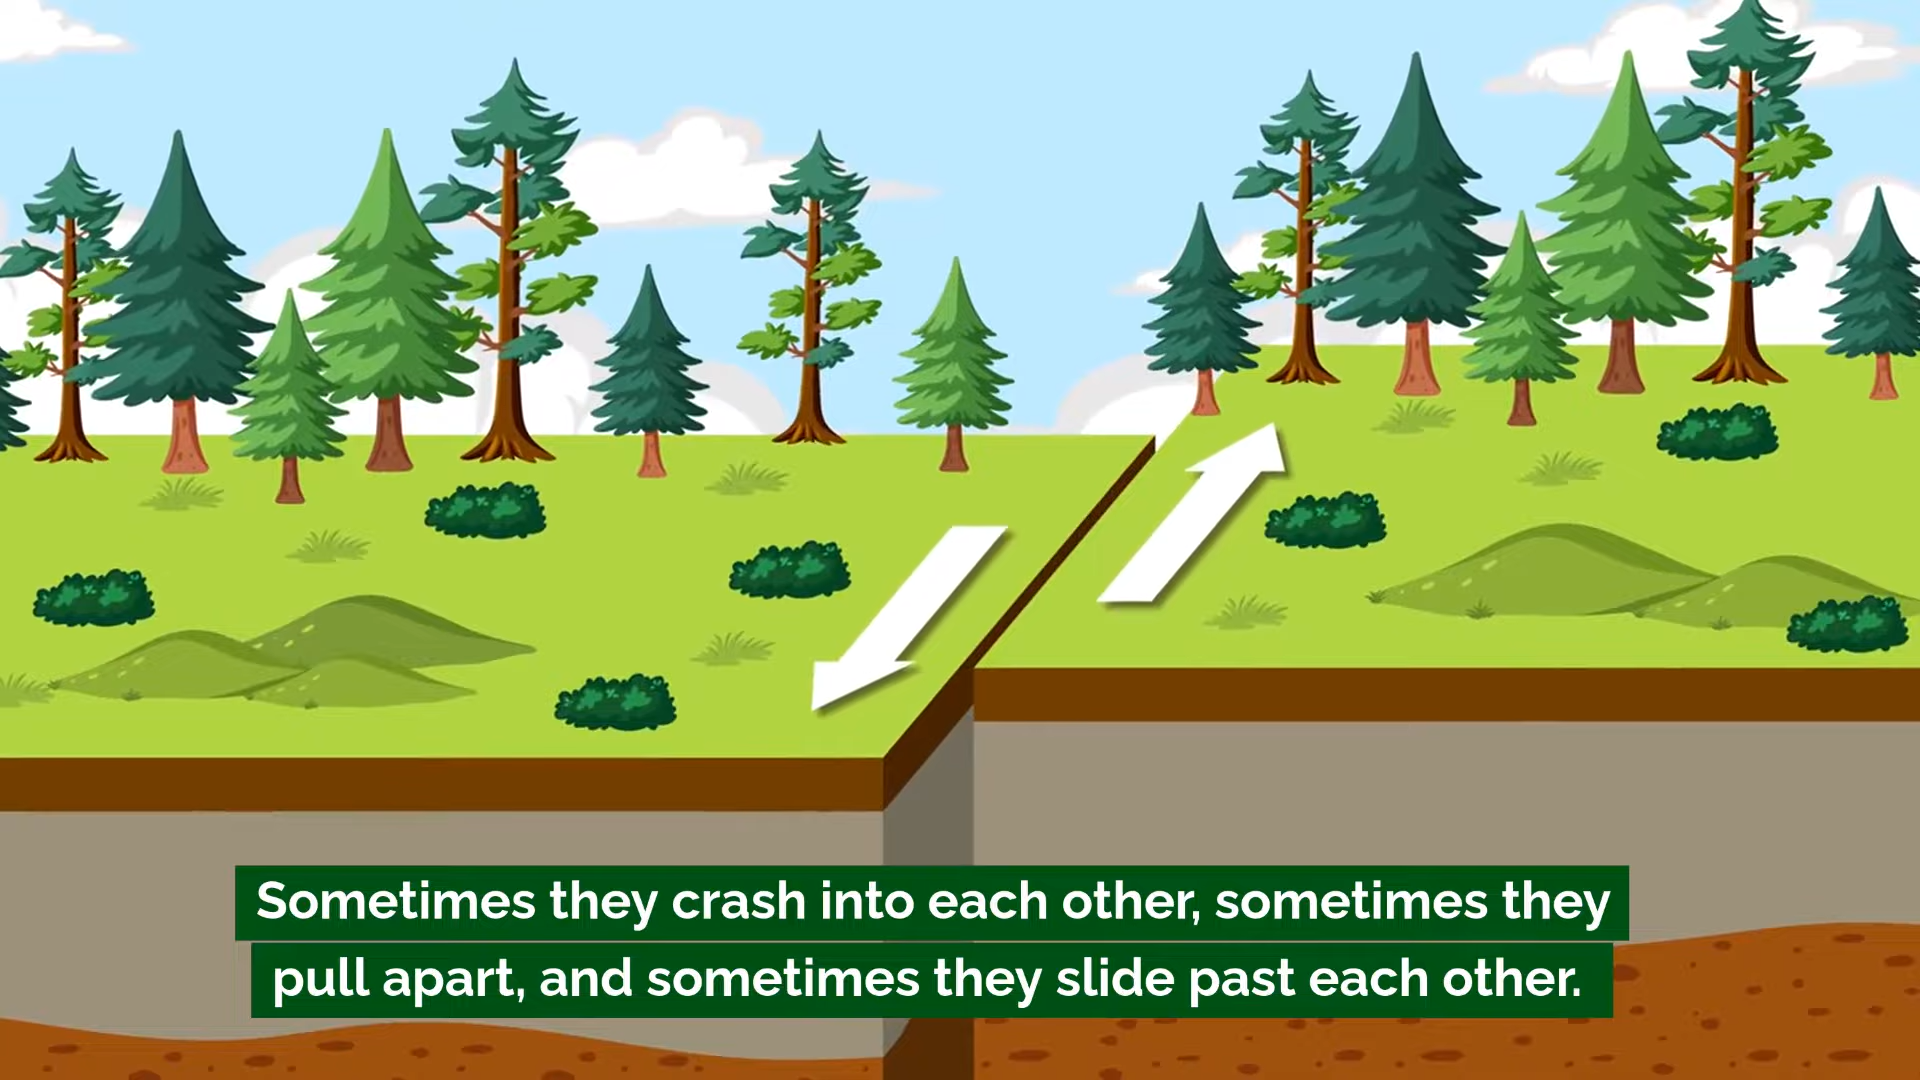 Sometimes they crash into each other, sometimes they
pull apart, and sometimes they slide past each other.